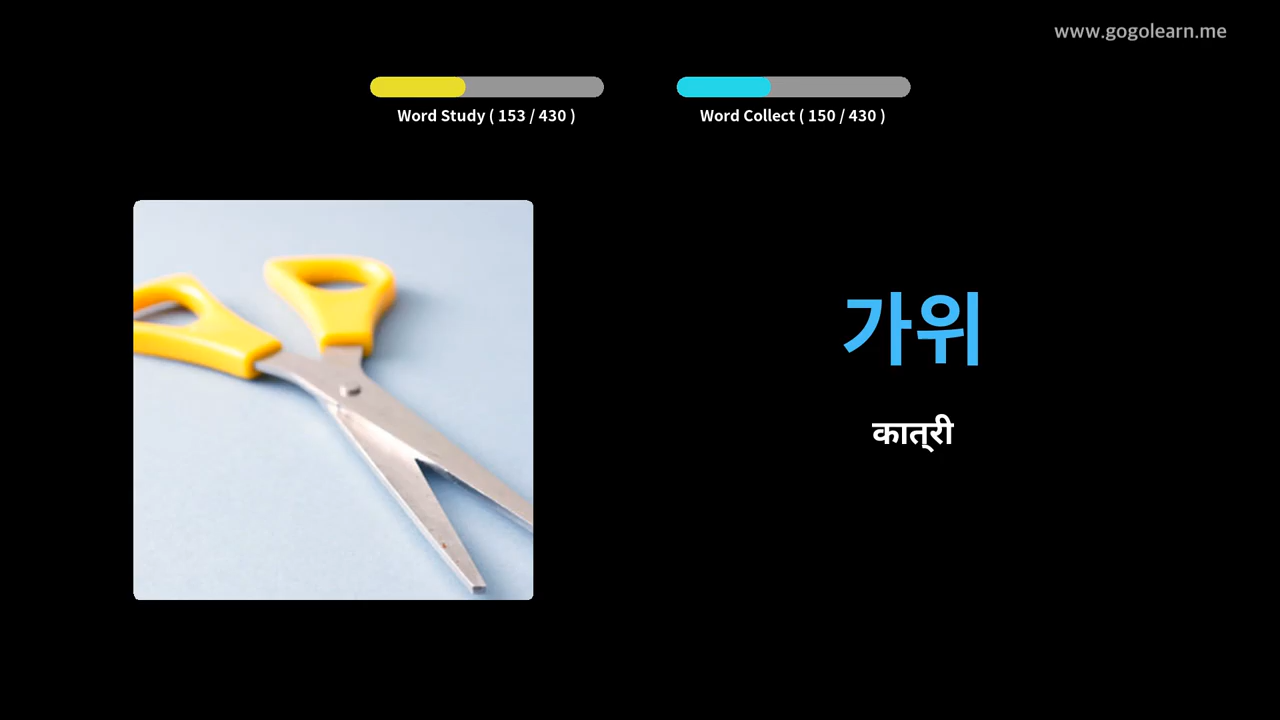 www.gogolearn.me
Word Study ( 153 / 430 )
Word Collect ( 150 / 430 )
가위
कात्री